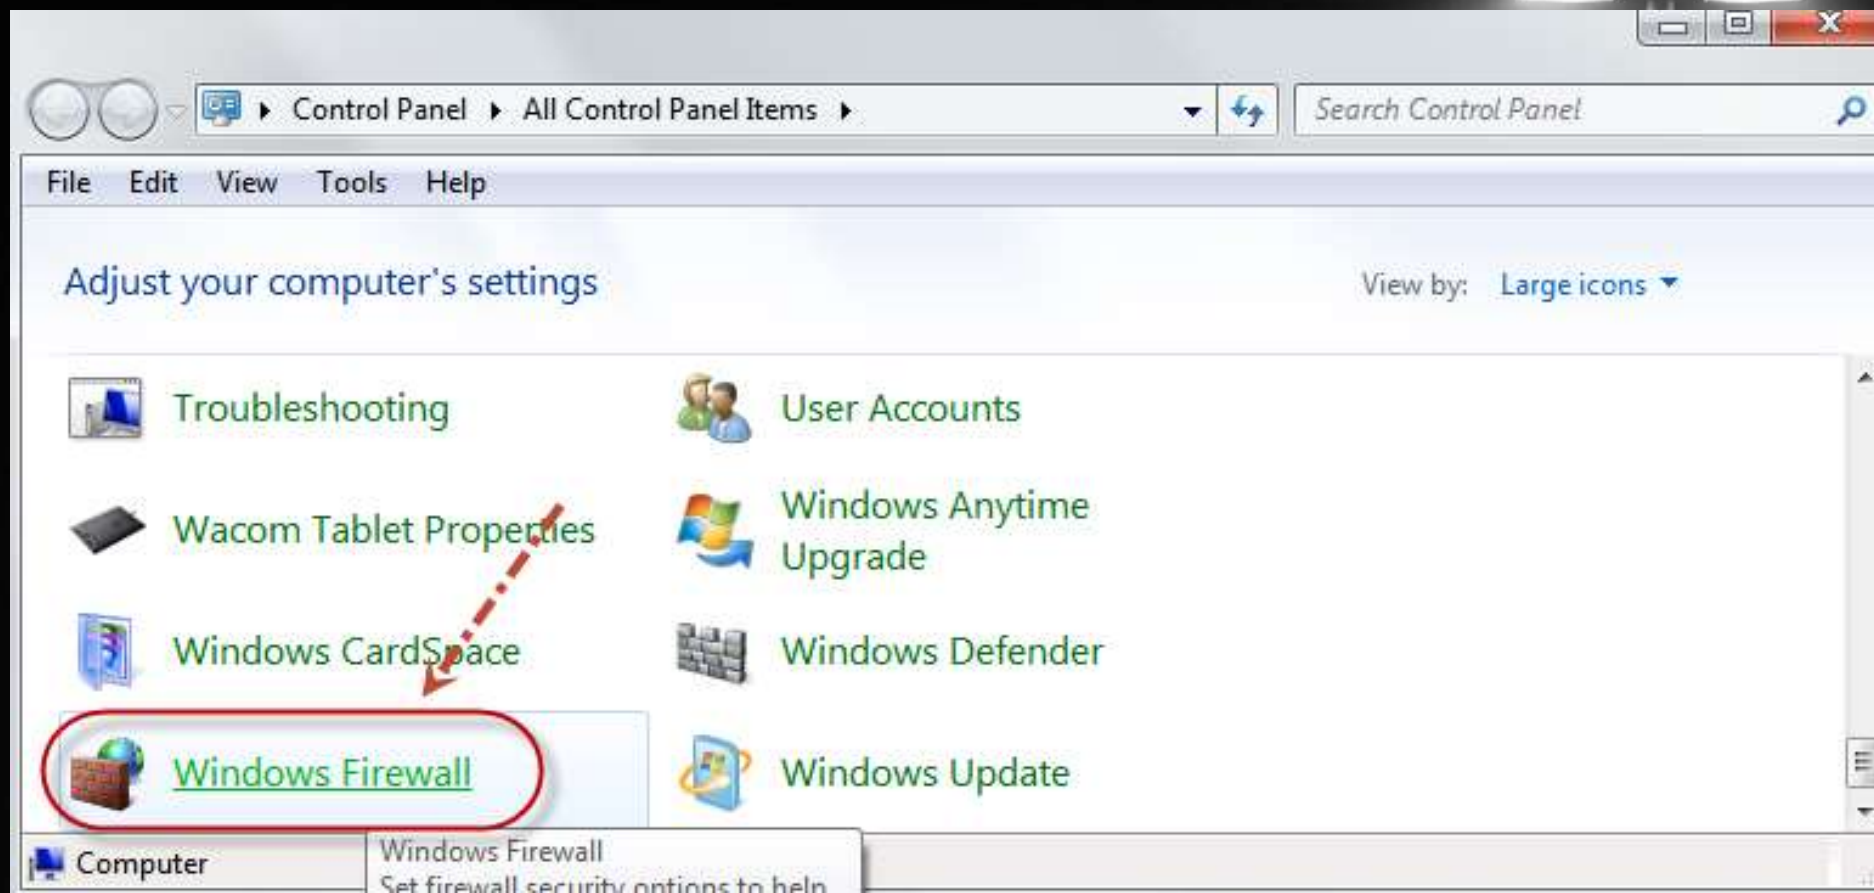 Control Panel All Control Panel Items
Search Control Panel
File Edit View Tools Help
Adjust your computer's settings
View by: Large icons
Troubleshooting
User Accounts
Wacom Tablet Properties
Windows Anytime
Upgrade
Windows CardSpace
Windows Defender
Windows Firewall
Windows Update
Computer
Windows Firewall
Set firewall security options to help